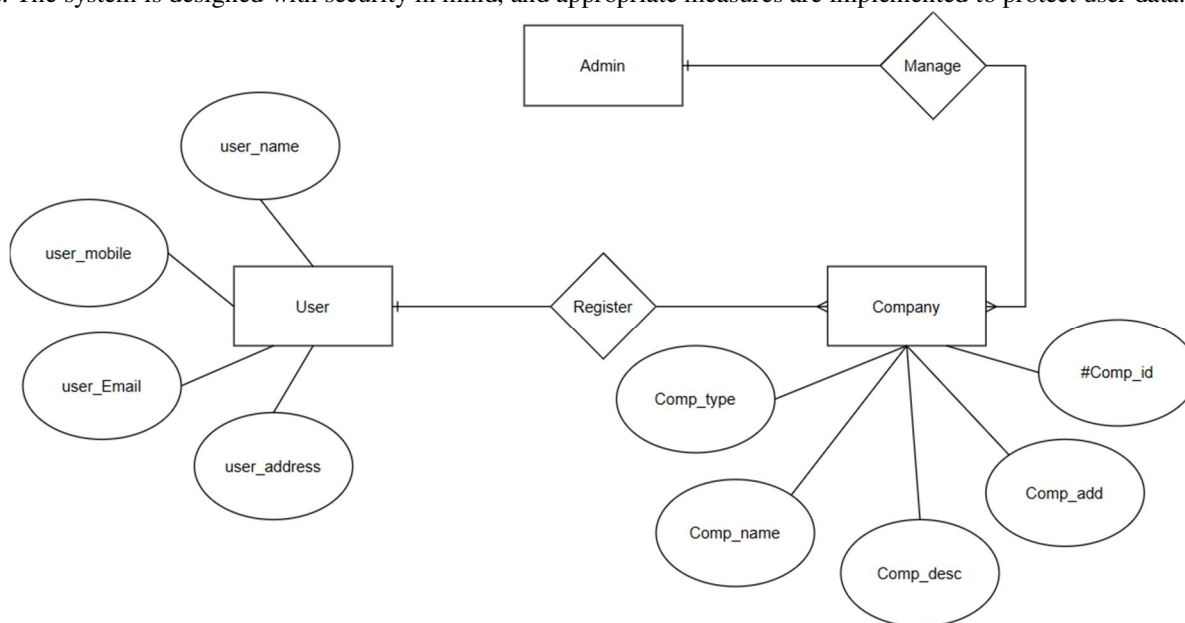 . The system is designed with security in mind, and appropriate measures are implemented to protect user data.
Admin
Manage
user_name
user_mobile
User
Register
Company
user_Email
Comp_type
#Comp_id
user_address
Comp_add
Comp_name
Comp_desc